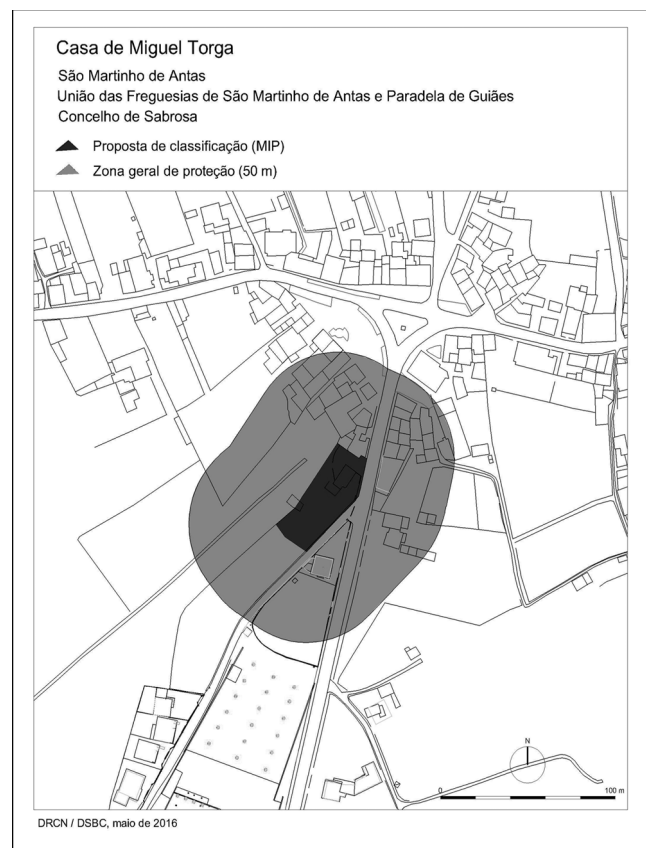 Casa de Miguel Torga
São Martinho de Antas
União das Freguesias de São Martinho de Antas e Paradela de Guiães
Concelho de Sabrosa
Proposta de classificação (MIP)
Zona geral de proteção (50 m)
N
0
100 m
DRCN / DSBC, maio de 2016